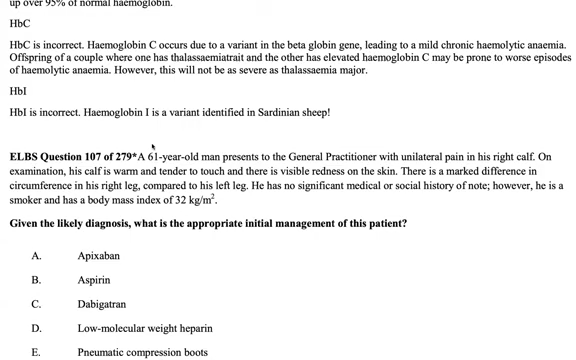 up over 95% of normal haemoglobin.
HbC
HbC is incorrect. Haemoglobin C occurs due to a variant in the beta globin gene, leading to a mild chronic haemolytic anaemia.
Offspring of a couple where one has thalassaemiatrait and the other has elevated haemoglobin C may be prone to worse episodes
of haemolytic anaemia. However, this will not be as severe as thalassaemia major.
HbI
HbI is incorrect. Haemoglobin I is a variant identified in Sardinian sheep!
ELBS Question 107 of 279*A 61-year-old man presents to the General Practitioner with unilateral pain in his right calf. On
examination, his calf is warm and tender to touch and there is visible redness on the skin. There is a marked difference in
circumference in his right leg, compared to his left leg. He has no significant medical or social history of note; however, he is a
smoker and has a body mass index of 32 kg/m².
Given the likely diagnosis, what is the appropriate initial management of this patient?
A. Apixaban
B. Aspirin
C. Dabigatran
D. Low-molecular weight heparin
E. Pneumatic compression boots